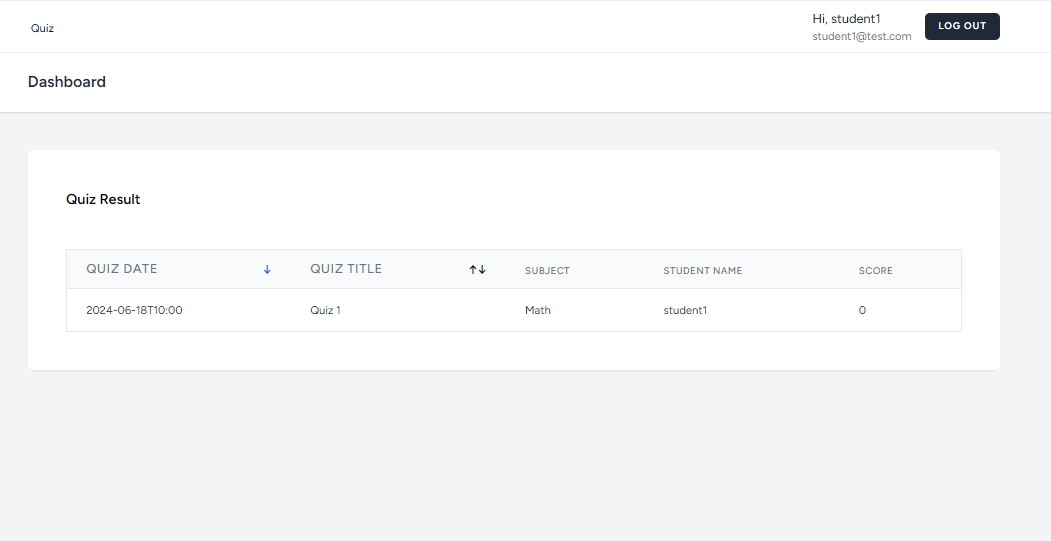 Quiz
Hi, student1
student1@test.com
LOG OUT
Dashboard
Quiz Result
QUIZ DATE ↓ QUIZ TITLE ↑↓ SUBJECT STUDENT NAME SCORE
2024-06-18T10:00 Quiz 1 Math student1 0